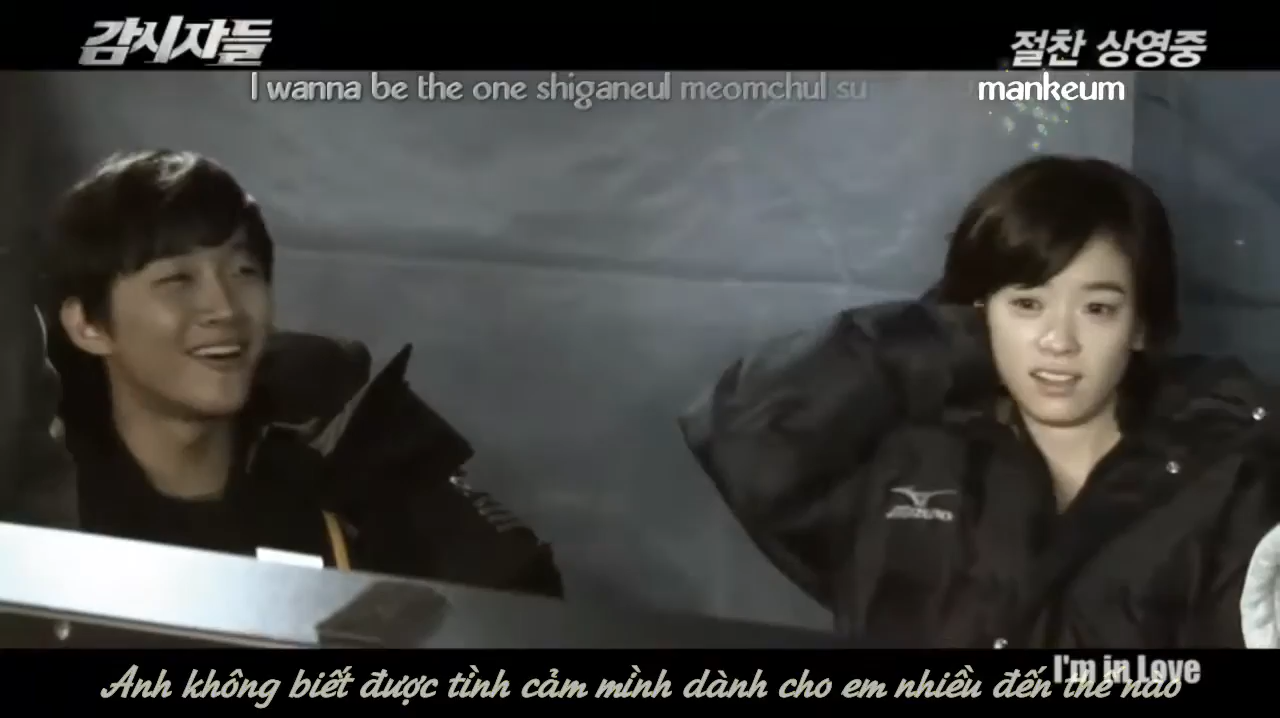 감시자들
절찬 상영중
I wanna be the one shiganeul meomchul su mankeum
MIZUNO
I'm in Love
Anh không biết được tình cảm mình dành cho em nhiều đến thế nào